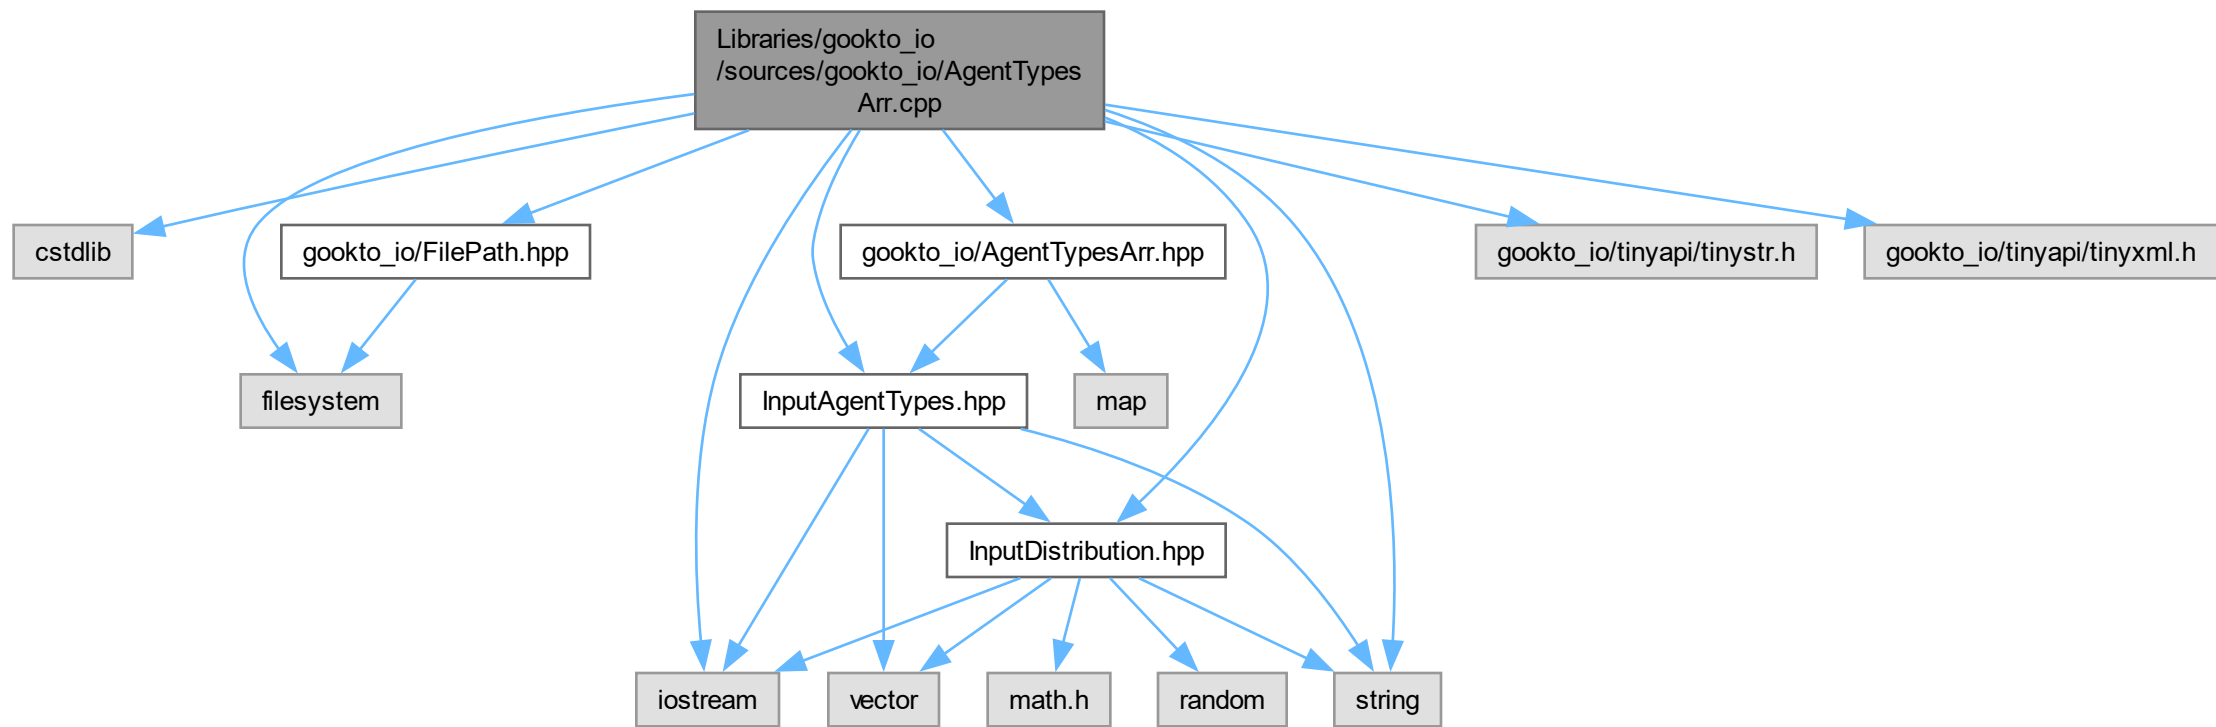 Libraries/gookto_io
/sources/gookto_io/AgentTypes
Arr.cpp
cstdlib
gookto_io/FilePath.hpp
gookto_io/AgentTypesArr.hpp
gookto_io/tinyapi/tinystr.h
gookto_io/tinyapi/tinyxml.h
filesystem
InputAgentTypes.hpp
map
InputDistribution.hpp
iostream
vector
math.h
random
string